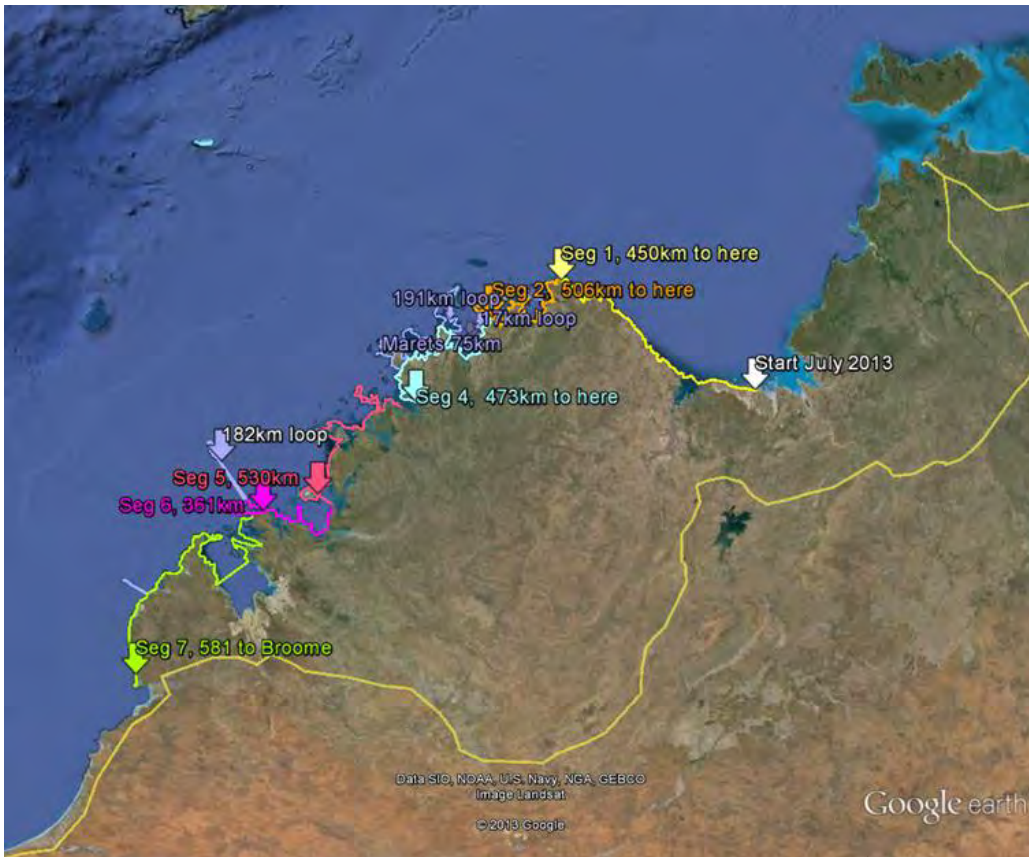 Seg 1, 450km to here
Seg 2, 506km to here
191km loop
17km loop
Marets 75km
Start July 2013
Seg 4, 473km to here
182km loop
Seg 5, 530km
Seg 6, 361km
Seg 7, 581 to Broome
Data SIO, NOAA, U.S. Navy, NGA, GEBCO
Image Landsat
© 2013 Google
Google earth